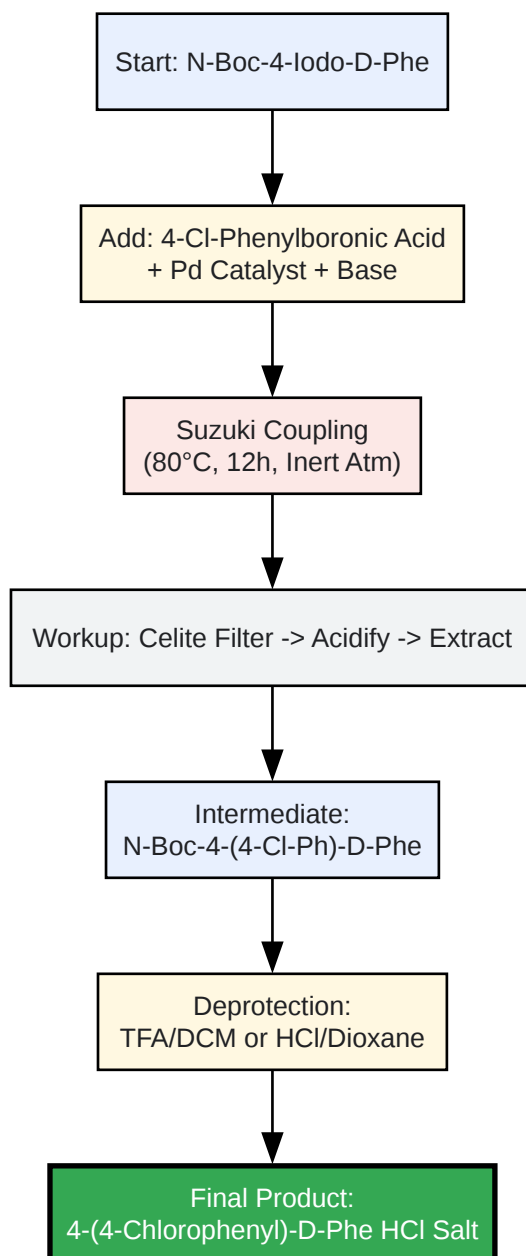 Start: N-Boc-4-Iodo-D-Phe
Add: 4-Cl-Phenylboronic Acid
+ Pd Catalyst + Base
Suzuki Coupling
(80°C, 12h, Inert Atm)
Workup: Celite Filter -> Acidify -> Extract
Intermediate:
N-Boc-4-(4-Cl-Ph)-D-Phe
Deprotection:
TFA/DCM or HCl/Dioxane
Final Product:
4-(4-Chlorophenyl)-D-Phe HCl Salt